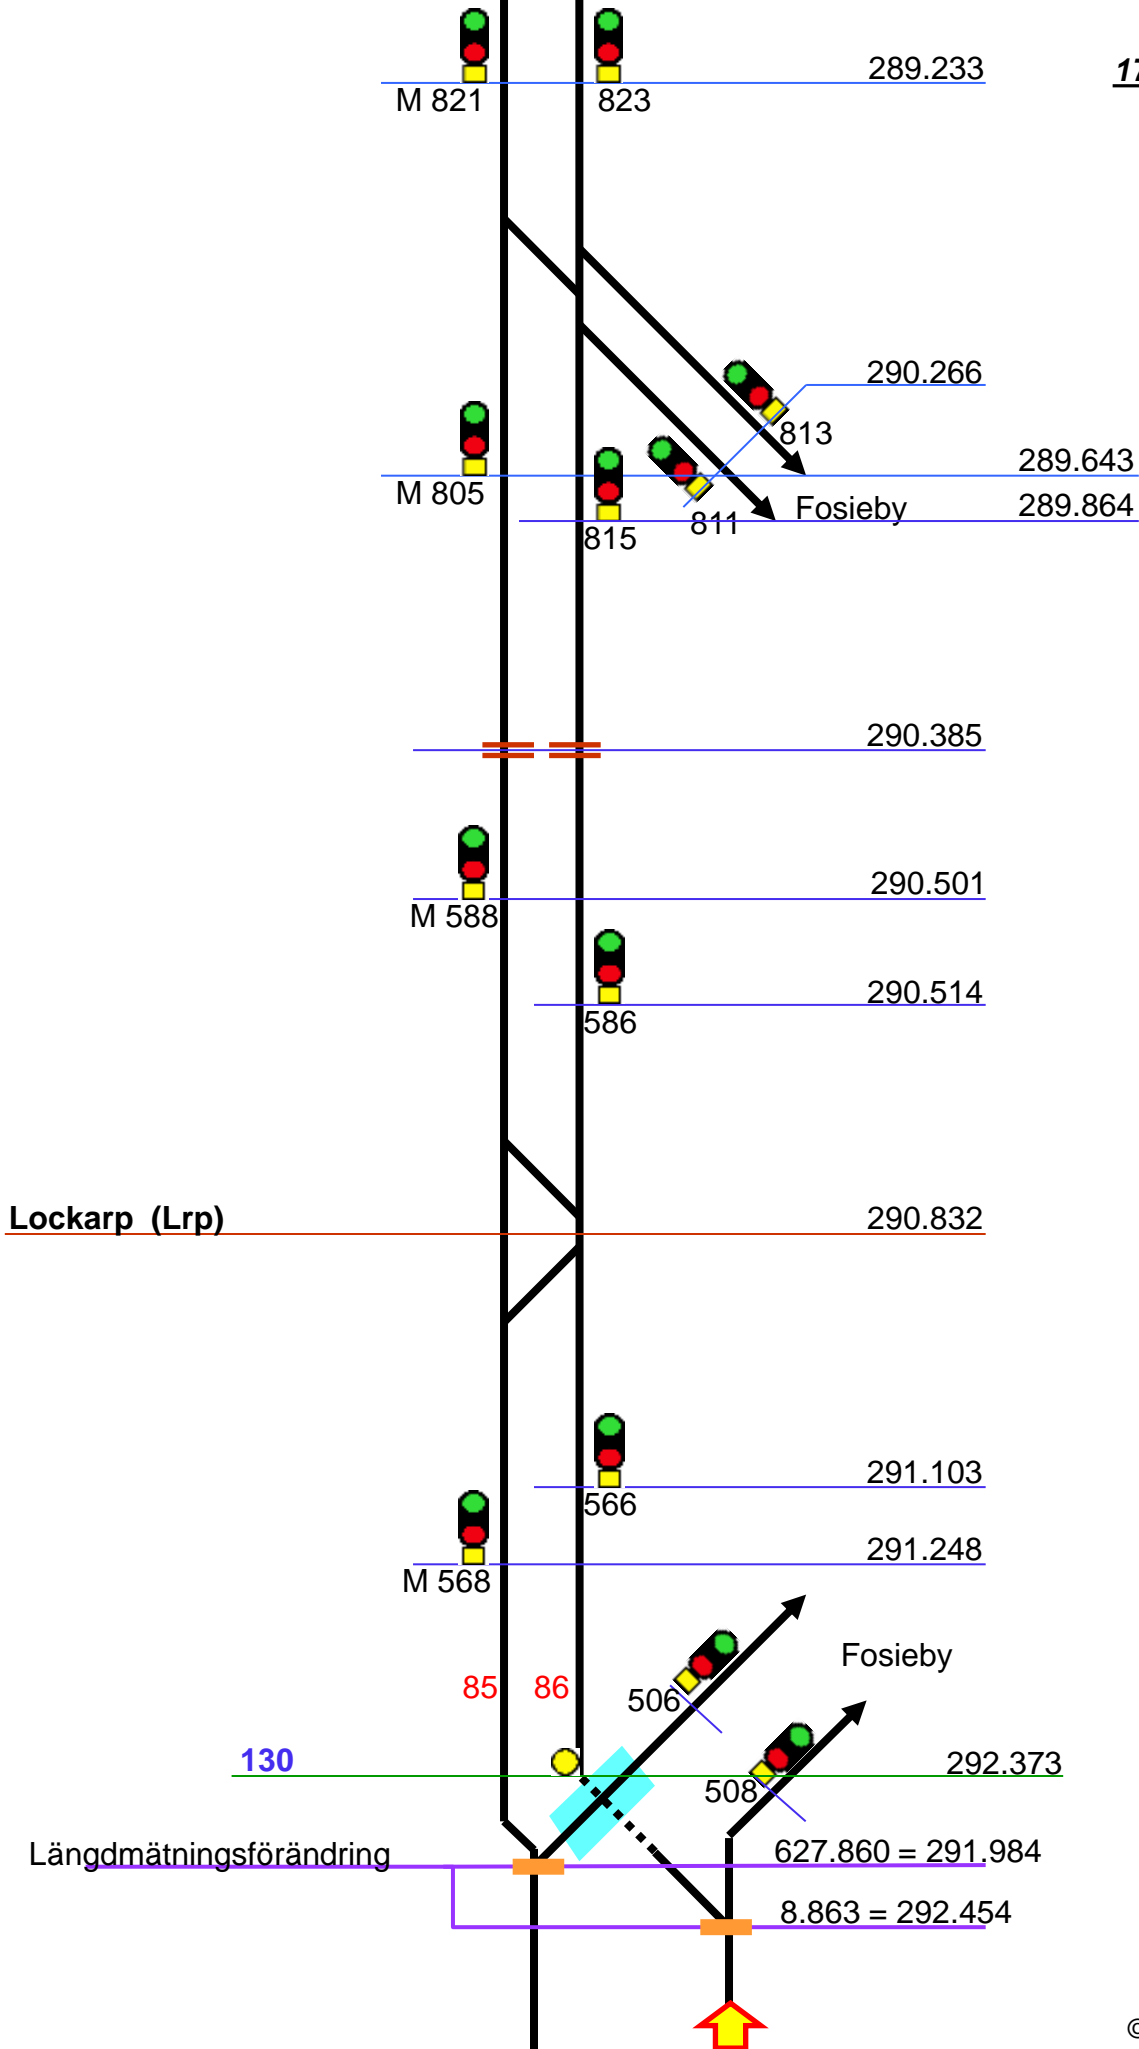 289.233
17
M 821
823
290.266
813
289.643
M 805
289.864
Fosieby
811
815
290.385
290.501
M 588
290.514
586
Lockarp (Lrp)
290.832
291.103
566
291.248
M 568
Fosieby
85
86
506
130
292.373
508
Längdmätningsförändring
627.860 = 291.984
8.863 = 292.454
©